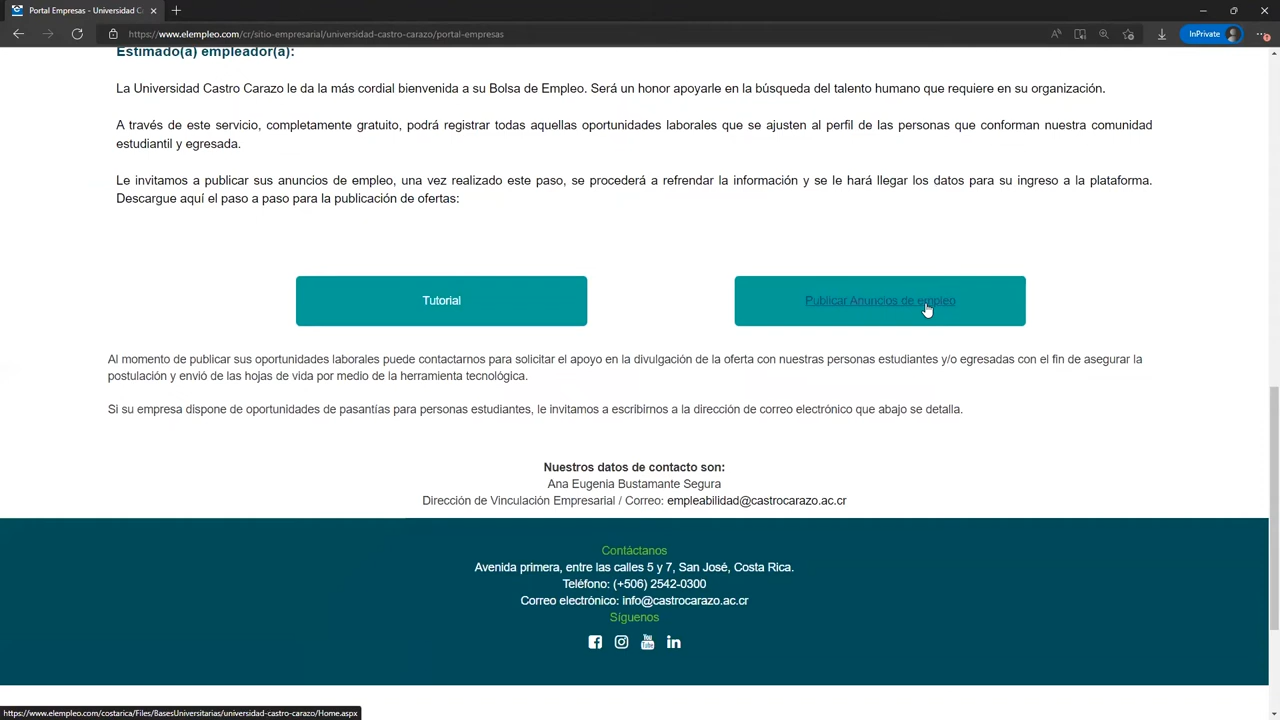 Portal Empresas - Universidad C
https://www.elempleo.com/cr/sitio-empresarial/universidad-castro-carazo/portal-empresas
InPrivate
Estimado(a) empleador(a):
La Universidad Castro Carazo le da la más cordial bienvenida a su Bolsa de Empleo. Será un honor apoyarle en la búsqueda del talento humano que requiere en su organización.
A través de este servicio, completamente gratuito, podrá registrar todas aquellas oportunidades laborales que se ajusten al perfil de las personas que conforman nuestra comunidad
estudiantil y egresada.
Le invitamos a publicar sus anuncios de empleo, una vez realizado este paso, se procederá a refrendar la información y se le hará llegar los datos para su ingreso a la plataforma.
Descargue aquí el paso a paso para la publicación de ofertas:
Tutorial
Publicar Anuncios de empleo
Al momento de publicar sus oportunidades laborales puede contactarnos para solicitar el apoyo en la divulgación de la oferta con nuestras personas estudiantes y/o egresadas con el fin de asegurar la
postulación y envió de las hojas de vida por medio de la herramienta tecnológica.
Si su empresa dispone de oportunidades de pasantías para personas estudiantes, le invitamos a escribirnos a la dirección de correo electrónico que abajo se detalla.
Nuestros datos de contacto son:
Ana Eugenia Bustamante Segura
Dirección de Vinculación Empresarial / Correo: empleabilidad@castrocarazo.ac.cr
Contáctanos
Avenida primera, entre las calles 5 y 7, San José, Costa Rica.
Teléfono: (+506) 2542-0300
Correo electrónico: info@castrocarazo.ac.cr
Síguenos
https://www.elempleo.com/costarica/Files/BasesUniversitarias/universidad-castro-carazo/Home.aspx